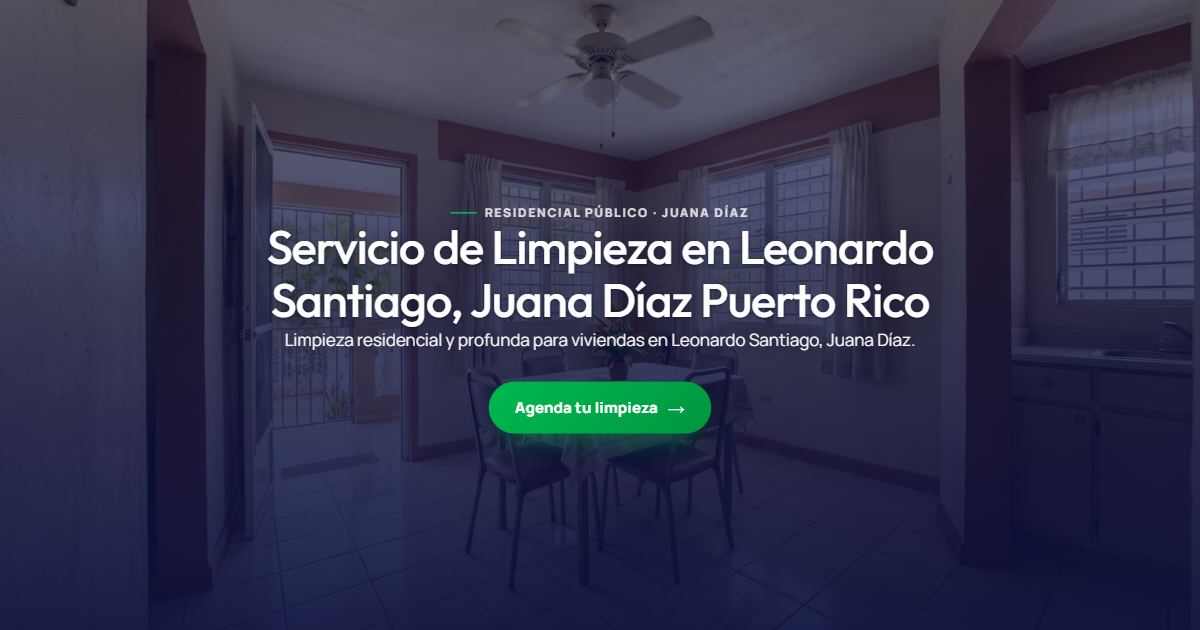 RESIDENCIAL PÚBLICO · JUANA DÍAZ
Servicio de Limpieza en Leonardo
Santiago, Juana Díaz Puerto Rico
Limpieza residencial y profunda para viviendas en Leonardo Santiago, Juana Díaz.
Agenda tu limpieza →